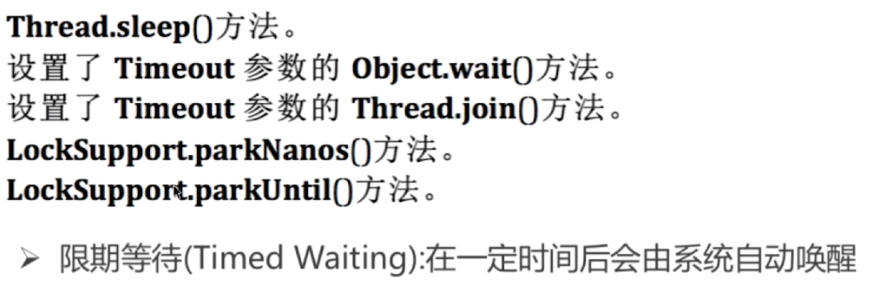 Thread.sleep()方法。
设置了 Timeout 参数的 Object.wait()方法。
设置了 Timeout 参数的 Thread.join()方法。
LockSupport.parkNanos()方法。
LockSupport.parkUntil()方法。
➢ 限期等待(Timed Waiting):在一定时间后会由系统自动唤醒